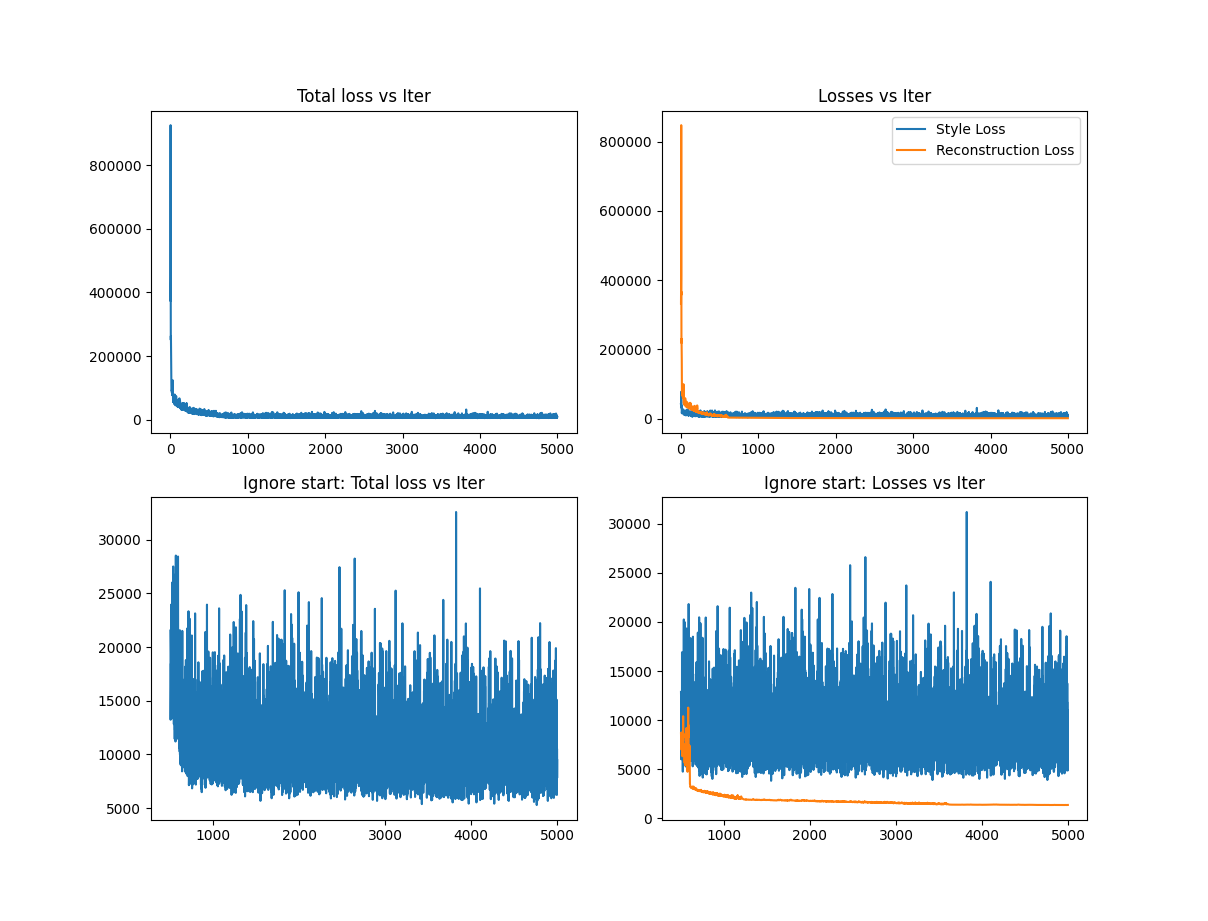 Total loss vs Iter
800000
600000
400000
200000
0
0 1000 2000 3000 4000 5000
Losses vs Iter
Style Loss
Reconstruction Loss
800000
600000
400000
200000
0
0 1000 2000 3000 4000 5000
Ignore start: Total loss vs Iter
30000
25000
20000
15000
10000
5000
1000 2000 3000 4000 5000
Ignore start: Losses vs Iter
30000
25000
20000
15000
10000
5000
0
1000 2000 3000 4000 5000